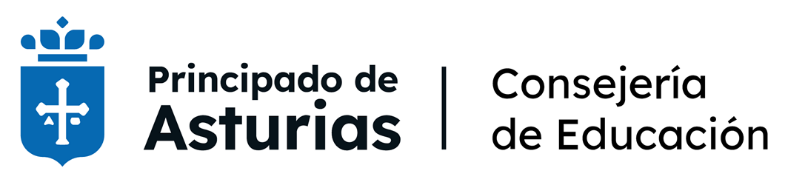 Principado de
Asturias
Consejería
de Educación